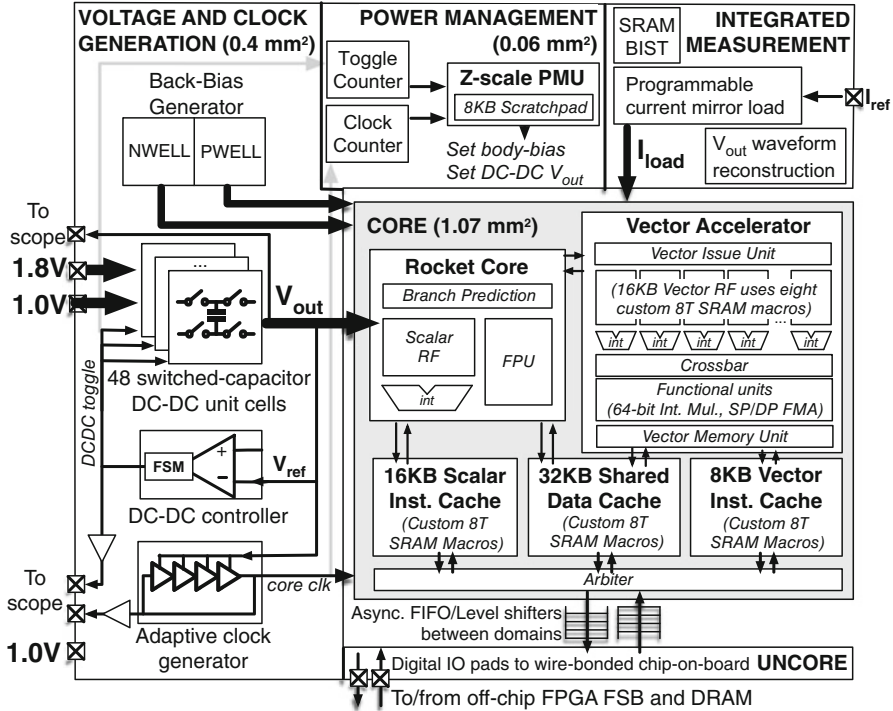 VOLTAGE AND CLOCK
GENERATION (0.4 mm²)
POWER MANAGEMENT
(0.06 mm²)
INTEGRATED
MEASUREMENT
SRAM
BIST
Toggle
Counter
Clock
Counter
Z-scale PMU
8KB Scratchpad
Set body-bias
Set DC-DC Vout
Programmable
current mirror load
Iref
Iload
Vout waveform
reconstruction
Back-Bias
Generator
NWELL
PWELL
To
scope
1.8V
1.0V
...
Vout
48 switched-capacitor
DC-DC unit cells
DCDC toggle
FSM
+
−
Vref
DC-DC controller
core clk
Adaptive clock
generator
To
scope
1.0V
CORE (1.07 mm²)
Rocket Core
Branch Prediction
Scalar
RF
FPU
int
Vector Accelerator
Vector Issue Unit
(16KB Vector RF uses eight
custom 8T SRAM macros)
...
int int int int int
Crossbar
Functional units
(64-bit Int. Mul., SP/DP FMA)
Vector Memory Unit
16KB Scalar
Inst. Cache
(Custom 8T
SRAM Macros)
32KB Shared
Data Cache
(Custom 8T
SRAM Macros)
8KB Vector
Inst. Cache
(Custom 8T
SRAM Macros)
Arbiter
Async. FIFO/Level shifters
between domains
Digital IO pads to wire-bonded chip-on-board UNCORE
To/from off-chip FPGA FSB and DRAM